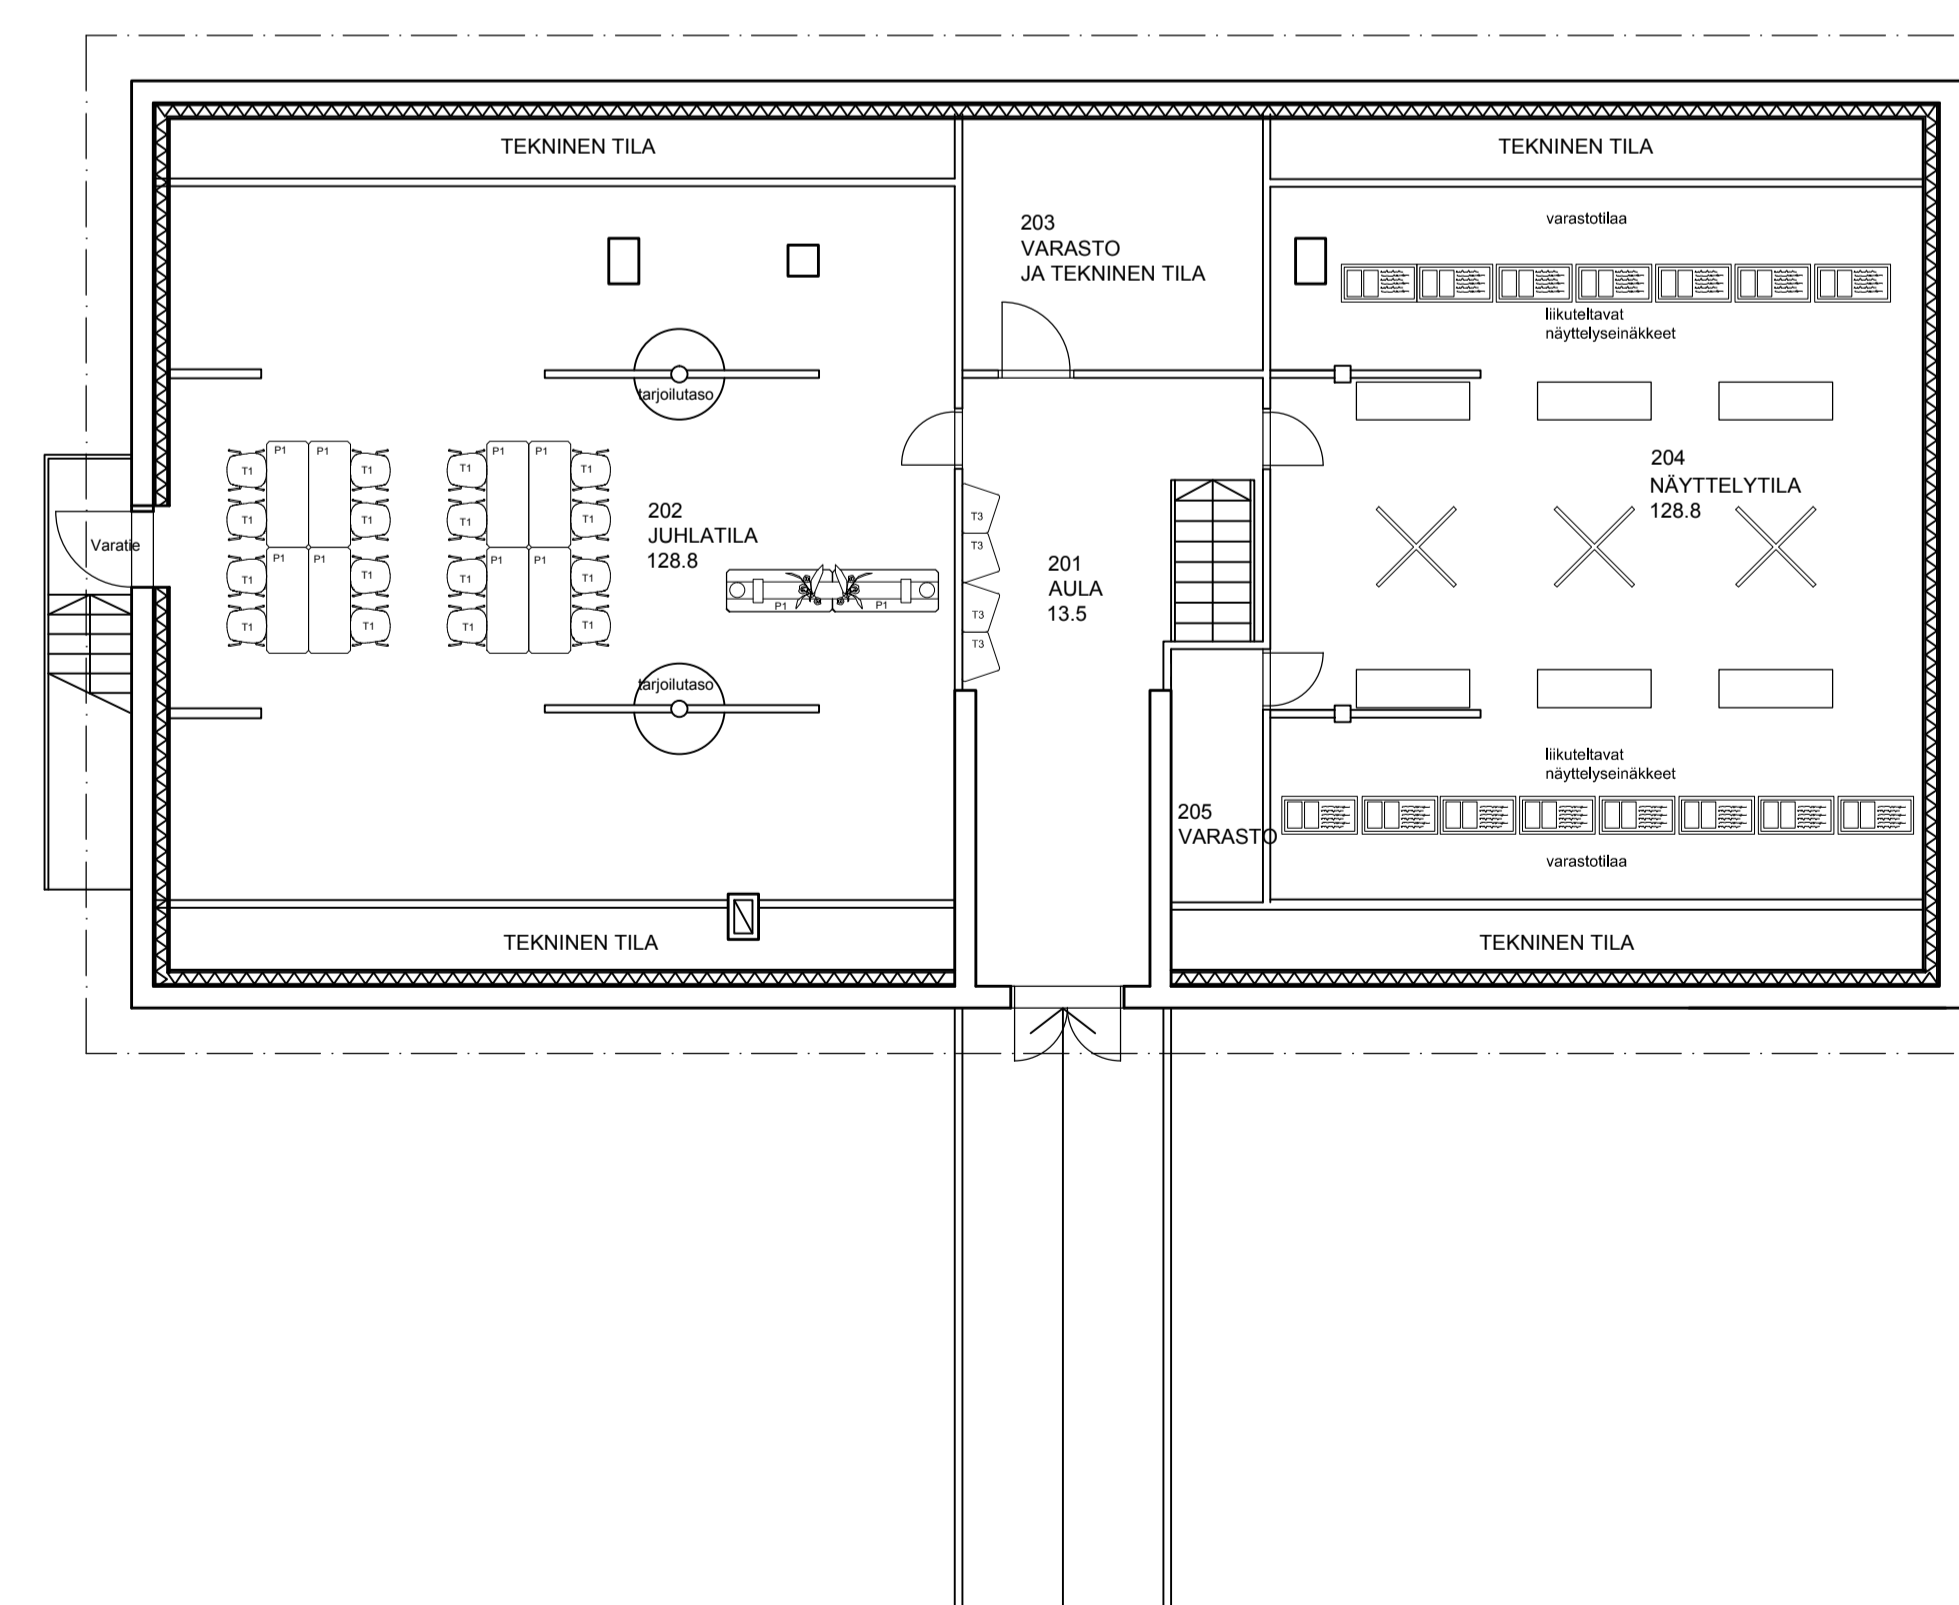 TEKNINEN TILA
TEKNINEN TILA
203
VARASTO
JA TEKNINEN TILA
varastotilaa
liikuteltavat
näyttelyseinäkkeet
tarjoilutaso
P1
P1
P1
P1
T1
T1
T1
T1
T1
T1
T1
T1
P1
P1
P1
P1
T1
T1
T1
T1
T1
T1
T1
T1
Varatie
202
JUHLATILA
128.8
P1
P1
tarjoilutaso
T3
T3
T3
T3
201
AULA
13.5
204
NÄYTTELYTILA
128.8
liikuteltavat
näyttelyseinäkkeet
205
VARASTO
varastotilaa
TEKNINEN TILA
TEKNINEN TILA